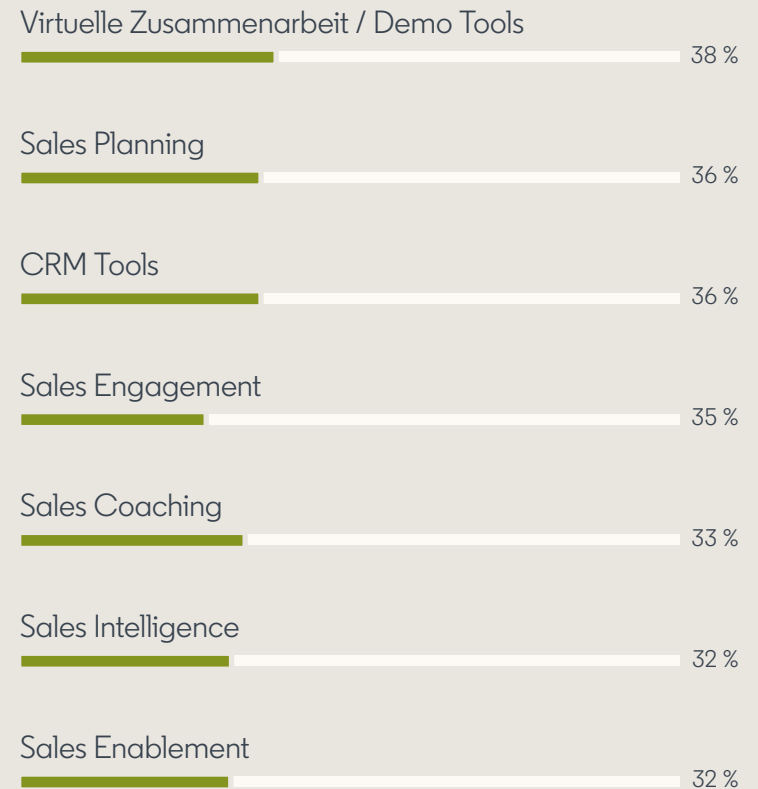 Virtuelle Zusammenarbeit / Demo Tools
38 %
Sales Planning
36 %
CRM Tools
36 %
Sales Engagement
35 %
Sales Coaching
33 %
Sales Intelligence
32 %
Sales Enablement
32 %